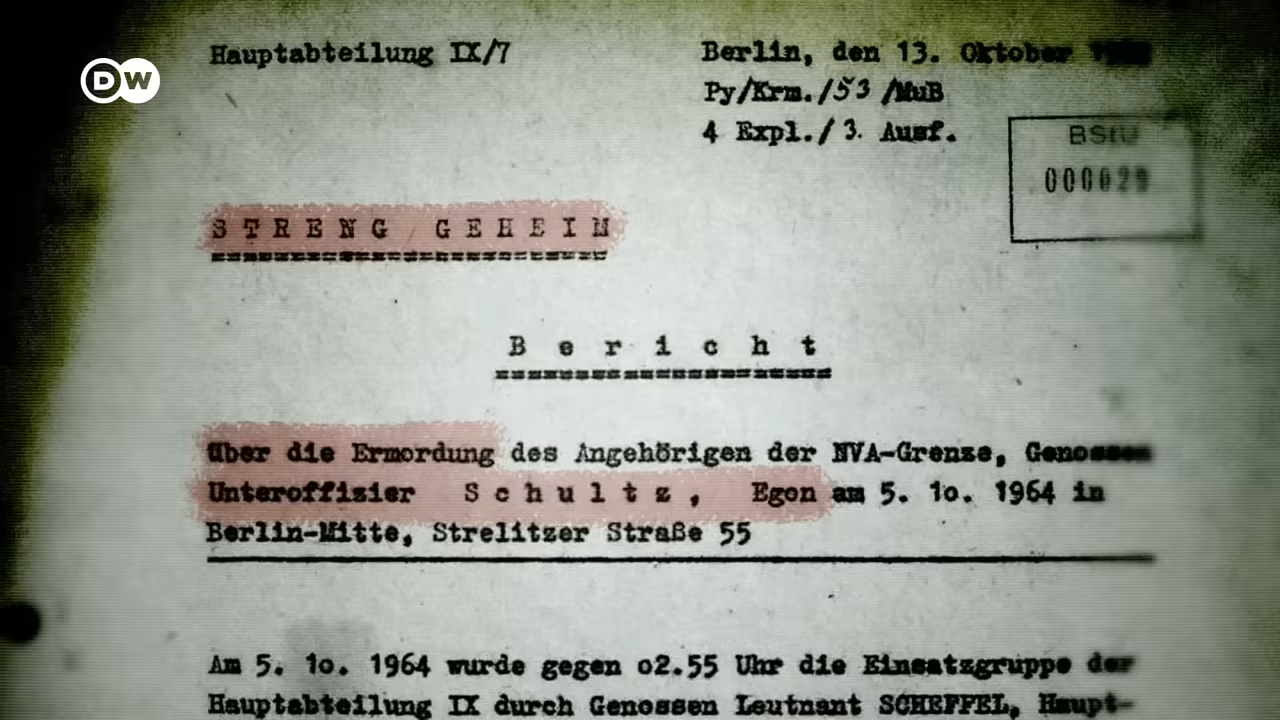 DW
Hauptabteilung IX/7
Berlin, den 13. Oktober
Py/Krm./53 /MuB
4 Expl./ 3. Ausf.
BStU
000029
STRENG GEHEIM
Bericht
über die Ermordung des Angehörigen der NVA-Grenze, Genossen
Unteroffizier Schultz, Egon am 5. 10. 1964 in
Berlin-Mitte, Strelitzer Straße 55
Am 5. 10. 1964 wurde gegen 02.55 Uhr die Einsatzgruppe der
Hauptabteilung IX durch Genossen Leutnant SCHEFFEL, Haupt-